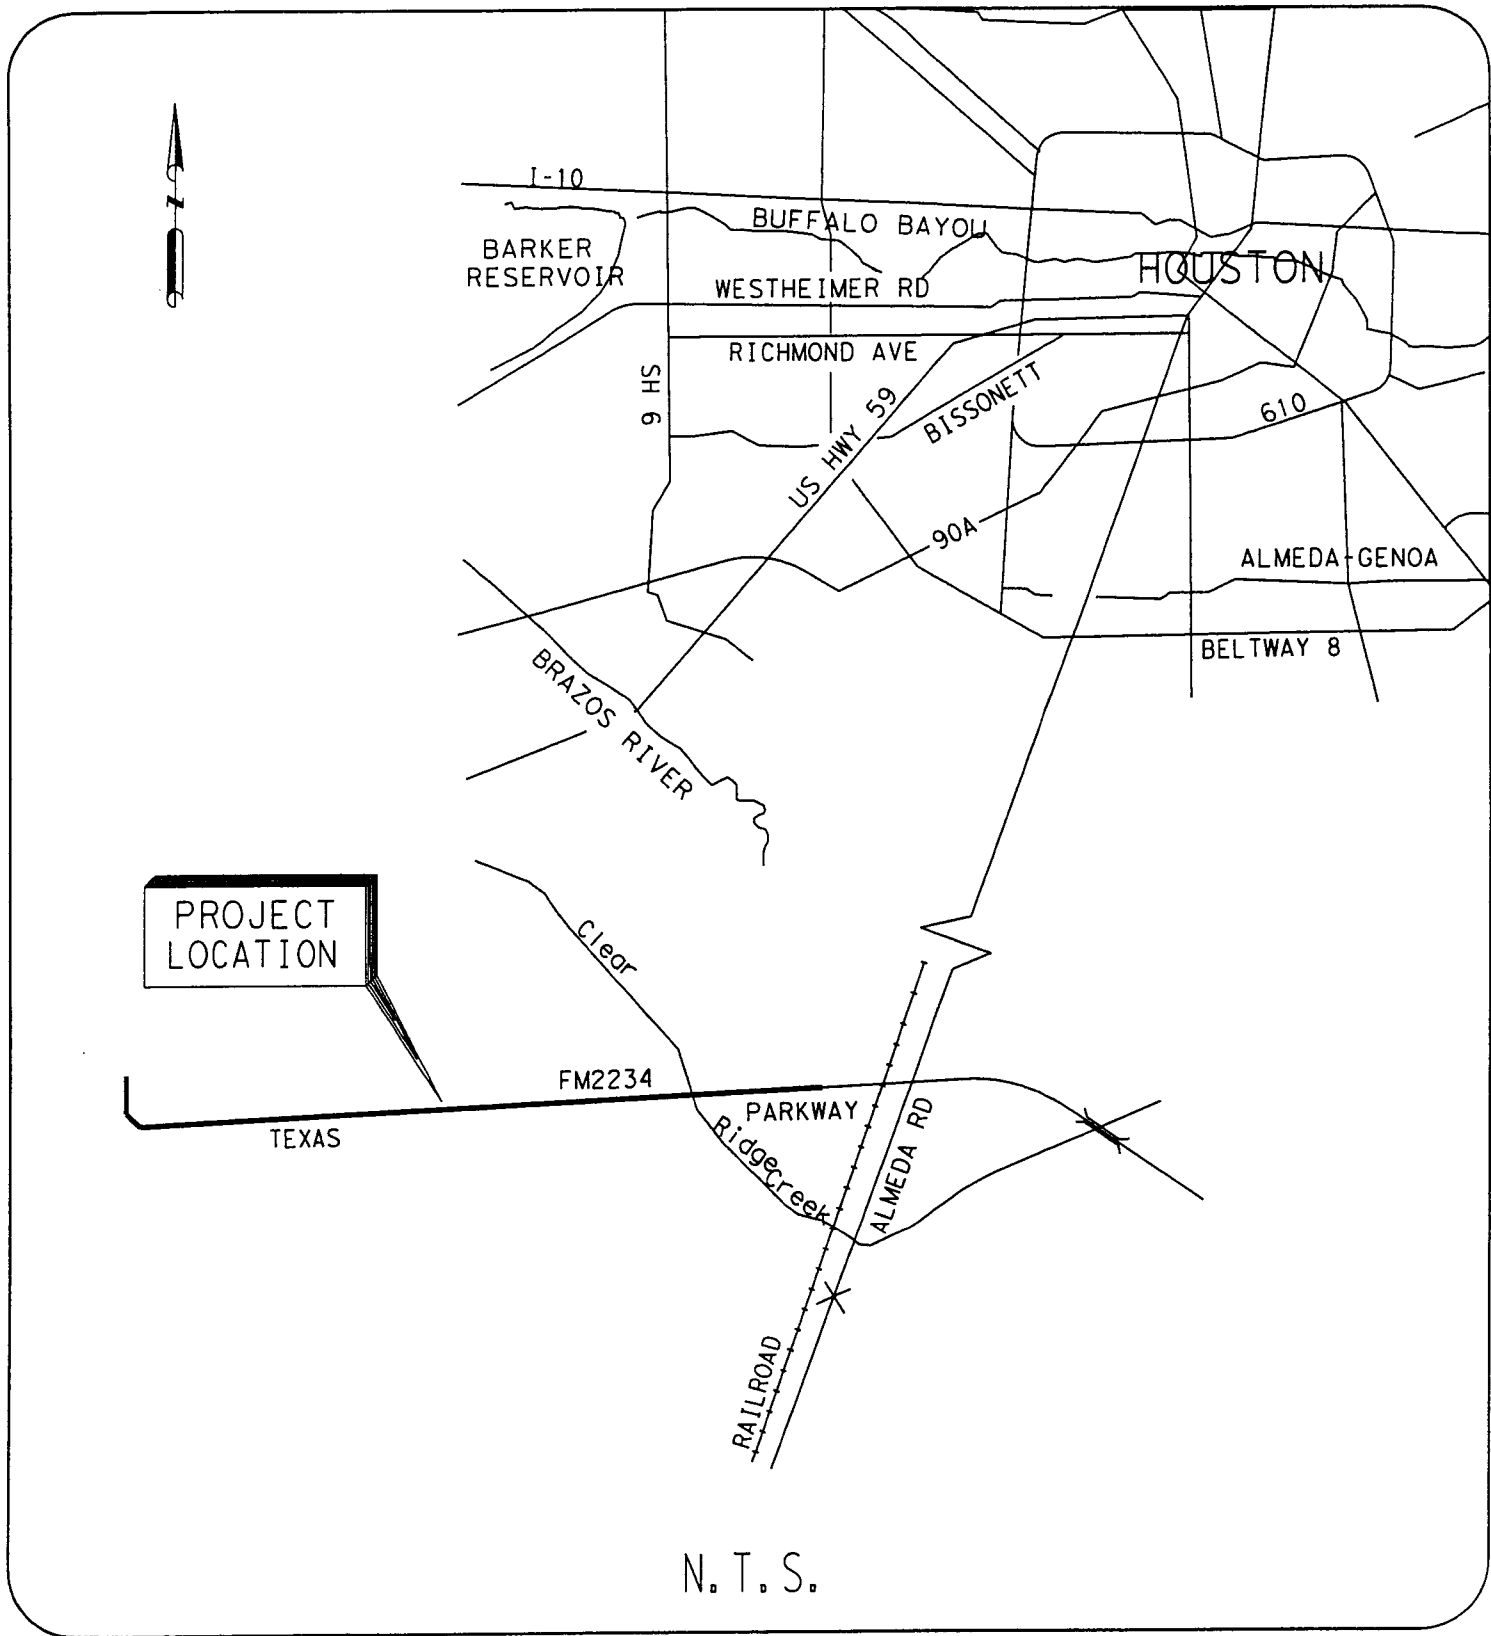 I-10
BUFFALO BAYOU
BARKER
RESERVOIR
HOUSTON
WESTHEIMER RD
RICHMOND AVE
SH 6
US HWY 59
BISSONETT
610
90A
ALMEDA-GENOA
BELTWAY 8
BRAZOS RIVER
PROJECT
LOCATION
Clear
FM2234
TEXAS
PARKWAY
Ridge
Creek
ALMEDA RD
RAILROAD
N.T.S.
N